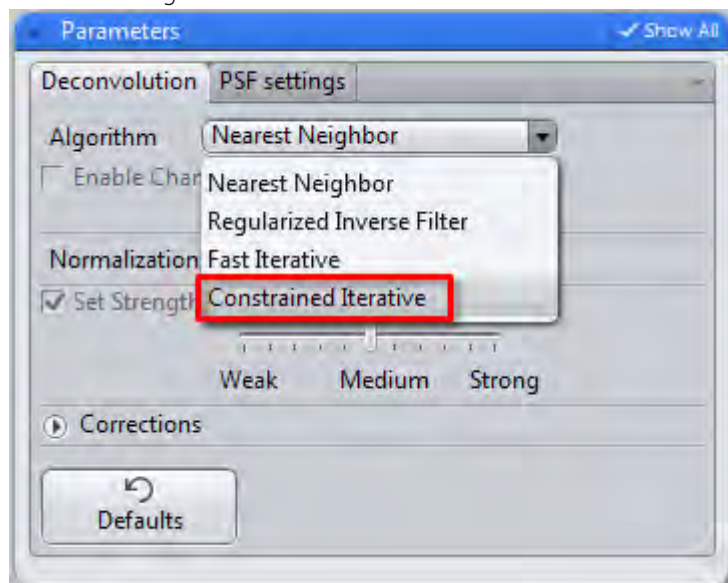 Parameters ✓ Show All
Deconvolution PSF settings
Algorithm Nearest Neighbor
Enable Nearest Neighbor
Regularized Inverse Filter
Normalization Fast Iterative
Set Strength Constrained Iterative
Weak Medium Strong
Corrections
Defaults